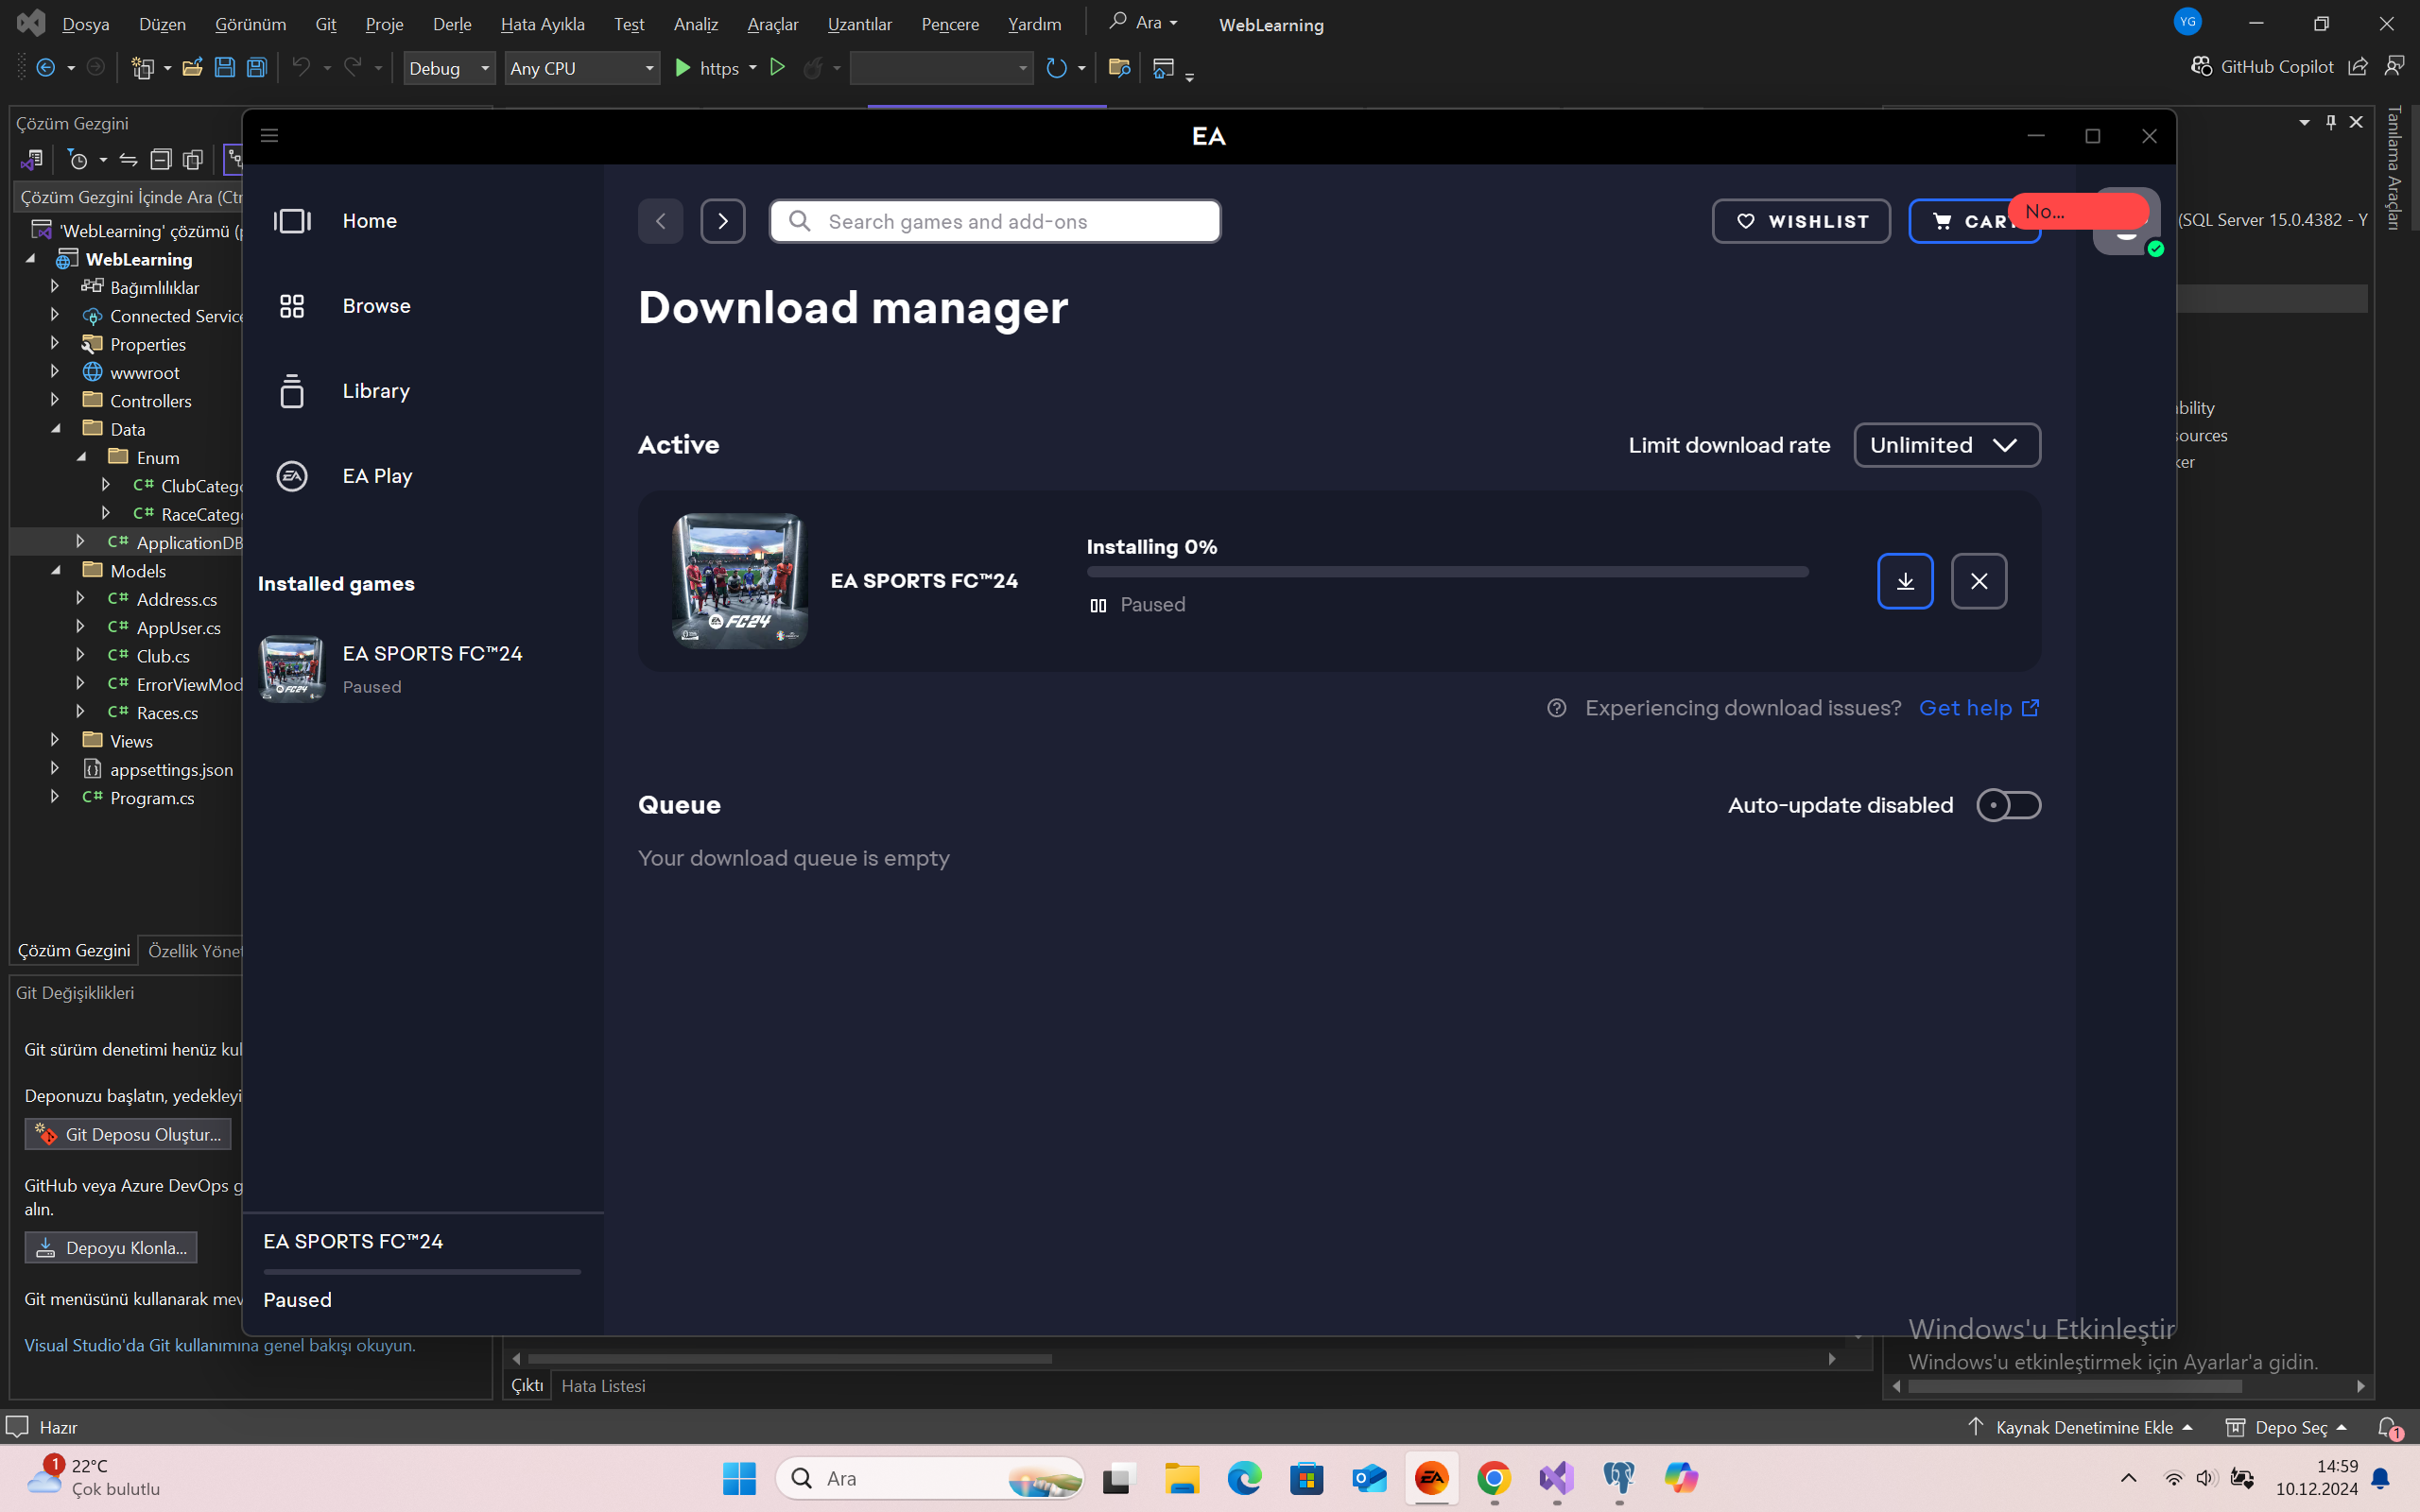 Dosya Düzen Görünüm Git Proje Derle Hata Ayıkla Test Analiz Araçlar Uzantılar Pencere Yardım Ara WebLearning YG
Debug Any CPU https GitHub Copilot
Çözüm Gezgini
Çözüm Gezgini İçinde Ara (Ctr
'WebLearning' çözümü (
WebLearning
Bağımlılıklar
Connected Service
Properties
wwwroot
Controllers
Data
Enum
C# ClubCatego
C# RaceCatego
C# ApplicationDB
Models
C# Address.cs
C# AppUser.cs
C# Club.cs
C# ErrorViewMod
C# Races.cs
Views
appsettings.json
C# Program.cs
Çözüm Gezgini Özellik Yönet
Git Değişiklikleri
Git sürüm denetimi henüz kul
Deponuzu başlatın, yedekleyi
Git Deposu Oluştur...
GitHub veya Azure DevOps g
alın.
Depoyu Klonla...
Git menüsünü kullanarak mev
Visual Studio'da Git kullanımına genel bakışı okuyun.
EA
Home
Browse
Library
EA Play
Installed games
EA SPORTS FC™24
Paused
EA SPORTS FC™24
Paused
Search games and add-ons
WISHLIST
CART
No...
Download manager
Active
Limit download rate Unlimited
EA SPORTS FC™24
Installing 0%
Paused
Experiencing download issues? Get help
Queue
Auto-update disabled
Your download queue is empty
Tanılama Araçları
(SQL Server 15.0.4382 - Y
bility
ources
ker
Windows'u Etkinleştir
Windows'u etkinleştirmek için Ayarlar'a gidin.
Çıktı Hata Listesi
Hazır
Kaynak Denetimine Ekle Depo Seç 1
1 22°C
Çok bulutlu
Ara
14:59
10.12.2024